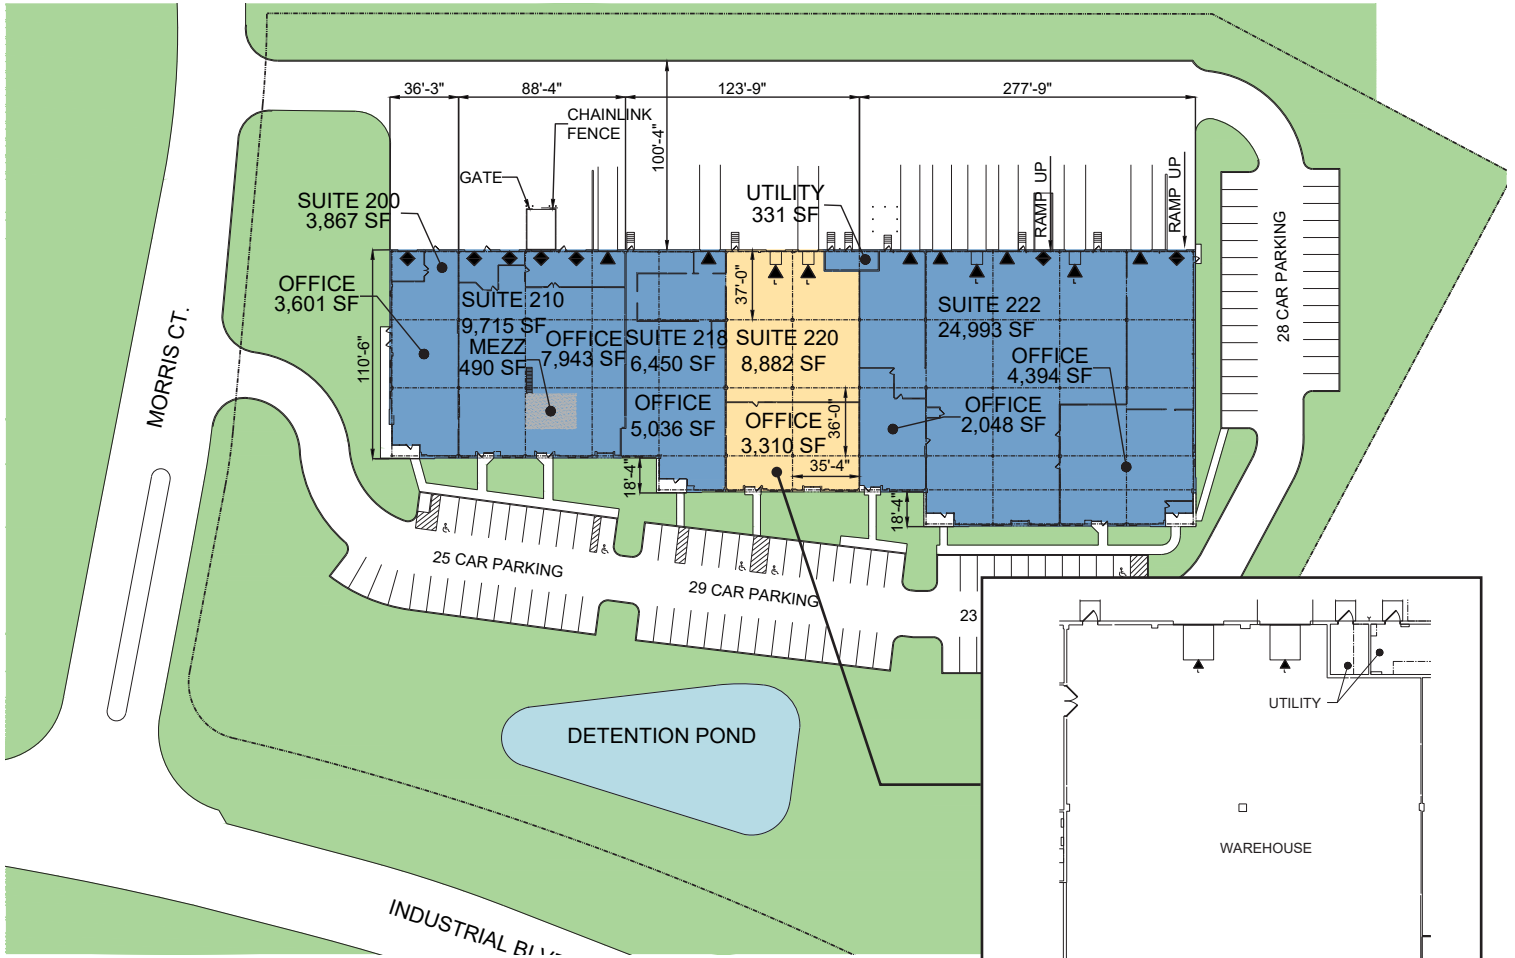 36'-3"
88'-4"
123'-9"
277'-9"
CHAINLINK
FENCE
100'-4"
GATE
SUITE 200
3,867 SF
UTILITY
331 SF
RAMP UP
RAMP UP
28 CAR PARKING
OFFICE
3,601 SF
110'-6"
SUITE 210
9,715 SF
MEZZ
490 SF
OFFICE
7,943 SF
SUITE 218
6,450 SF
OFFICE
5,036 SF
37'-0"
SUITE 220
8,882 SF
OFFICE
3,310 SF
36'-0"
35'-4"
SUITE 222
24,993 SF
OFFICE
4,394 SF
OFFICE
2,048 SF
18'-4"
18'-4"
MORRIS CT.
25 CAR PARKING
29 CAR PARKING
23
L
L
L
L
DETENTION POND
INDUSTRIAL
L
L
UTILITY
WAREHOUSE